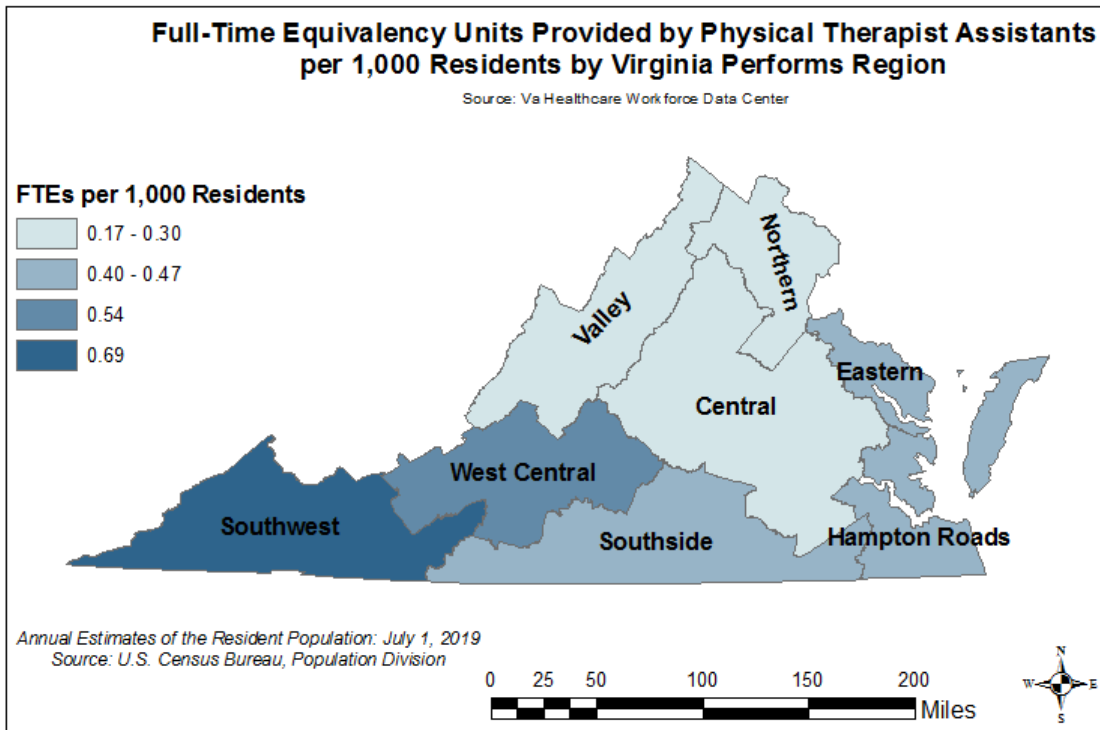 Full-Time Equivalency Units Provided by Physical Therapist Assistants
per 1,000 Residents by Virginia Performs Region
Source: Va Healthcare Workforce Data Center
FTEs per 1,000 Residents
0.17 - 0.30
0.40 - 0.47
0.54
0.69
Northern
Valley
Eastern
Central
West Central
Southwest
Southside
Hampton Roads
Annual Estimates of the Resident Population: July 1, 2019
Source: U.S. Census Bureau, Population Division
0 25 50 100 150 200
Miles
N
W E
S